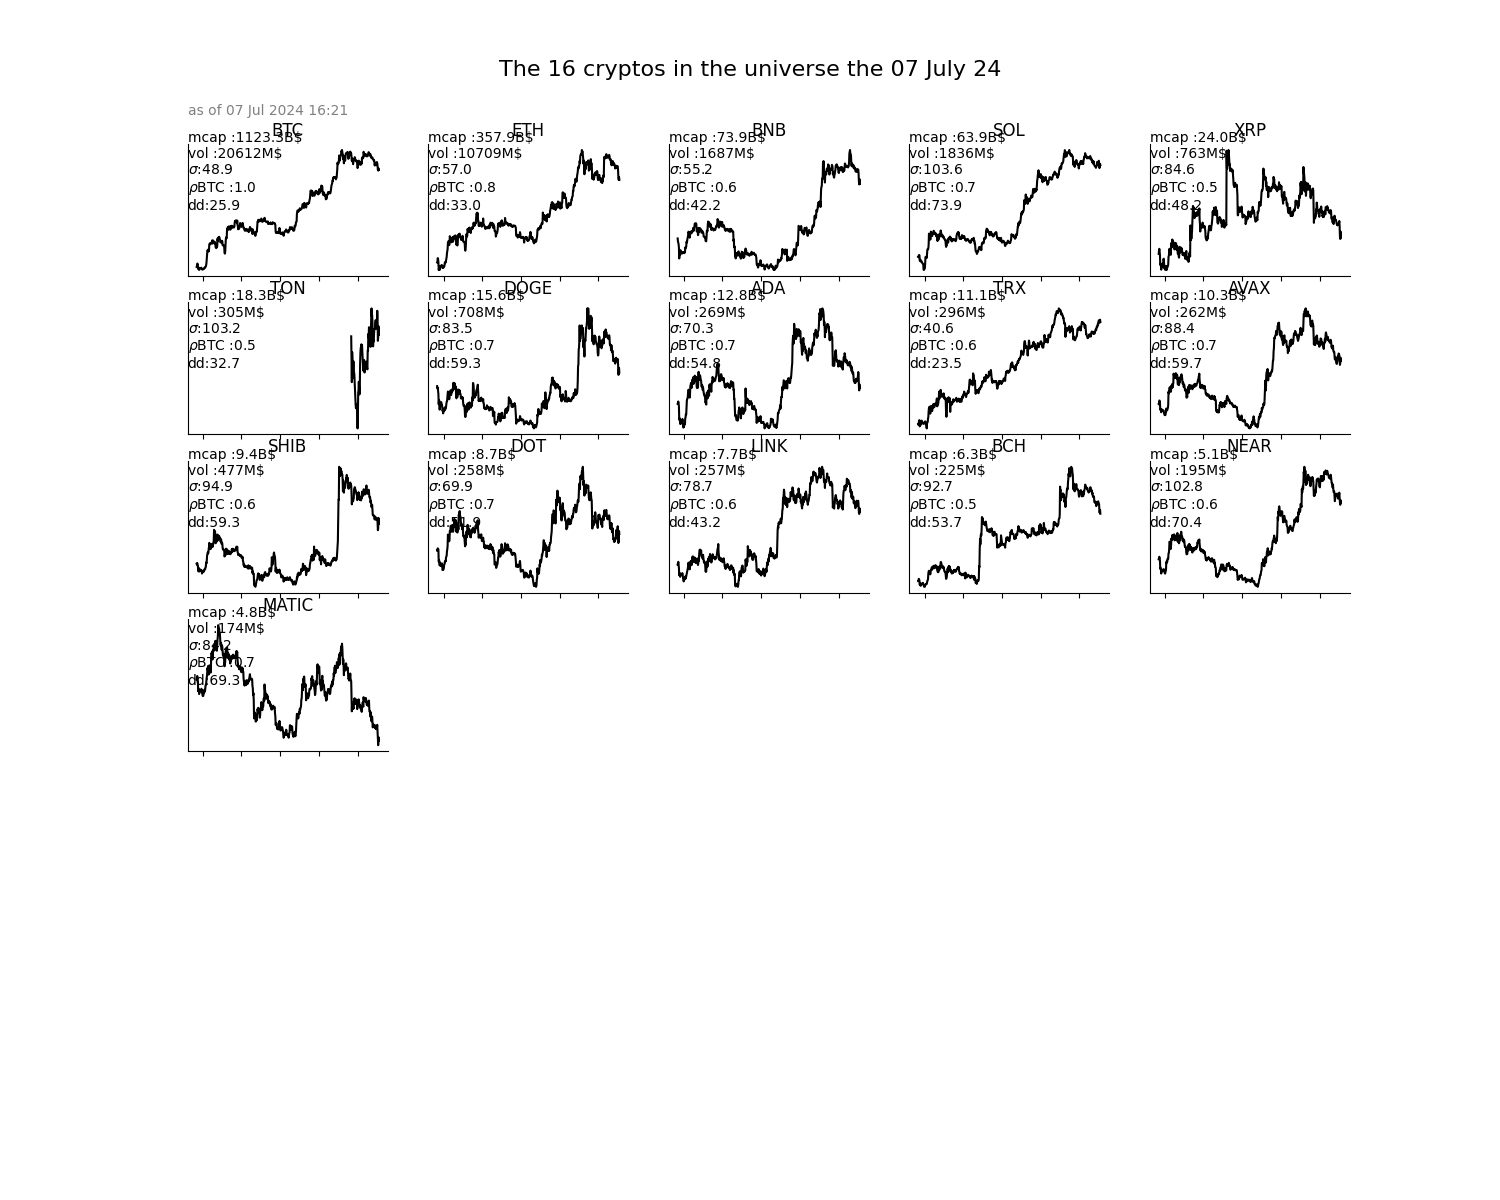 The 16 cryptos in the universe the 07 July 24
as of 07 Jul 2024 16:21
BTC
mcap :1123.3B$
vol :20612M$
σ:48.9
ρBTC :1.0
dd:25.9
ETH
mcap :357.9B$
vol :10709M$
σ:57.0
ρBTC :0.8
dd:33.0
BNB
mcap :73.9B$
vol :1687M$
σ:55.2
ρBTC :0.6
dd:42.2
SOL
mcap :63.9B$
vol :1836M$
σ:103.6
ρBTC :0.7
dd:73.9
XRP
mcap :24.0B$
vol :763M$
σ:84.6
ρBTC :0.5
dd:48.2
TON
mcap :18.3B$
vol :305M$
σ:103.2
ρBTC :0.5
dd:32.7
DOGE
mcap :15.6B$
vol :708M$
σ:83.5
ρBTC :0.7
dd:59.3
ADA
mcap :12.8B$
vol :269M$
σ:70.3
ρBTC :0.7
dd:54.8
TRX
mcap :11.1B$
vol :296M$
σ:40.6
ρBTC :0.6
dd:23.5
AVAX
mcap :10.3B$
vol :262M$
σ:88.4
ρBTC :0.7
dd:59.7
SHIB
mcap :9.4B$
vol :477M$
σ:94.9
ρBTC :0.6
dd:59.3
DOT
mcap :8.7B$
vol :258M$
σ:69.9
ρBTC :0.7
LINK
mcap :7.7B$
vol :257M$
σ:78.7
ρBTC :0.6
dd:43.2
BCH
mcap :6.3B$
vol :225M$
σ:92.7
ρBTC :0.5
dd:53.7
NEAR
mcap :5.1B$
vol :195M$
σ:102.8
ρBTC :0.6
dd:70.4
MATIC
mcap :4.8B$
vol :174M$
ρBTC :0.7
dd:69.3